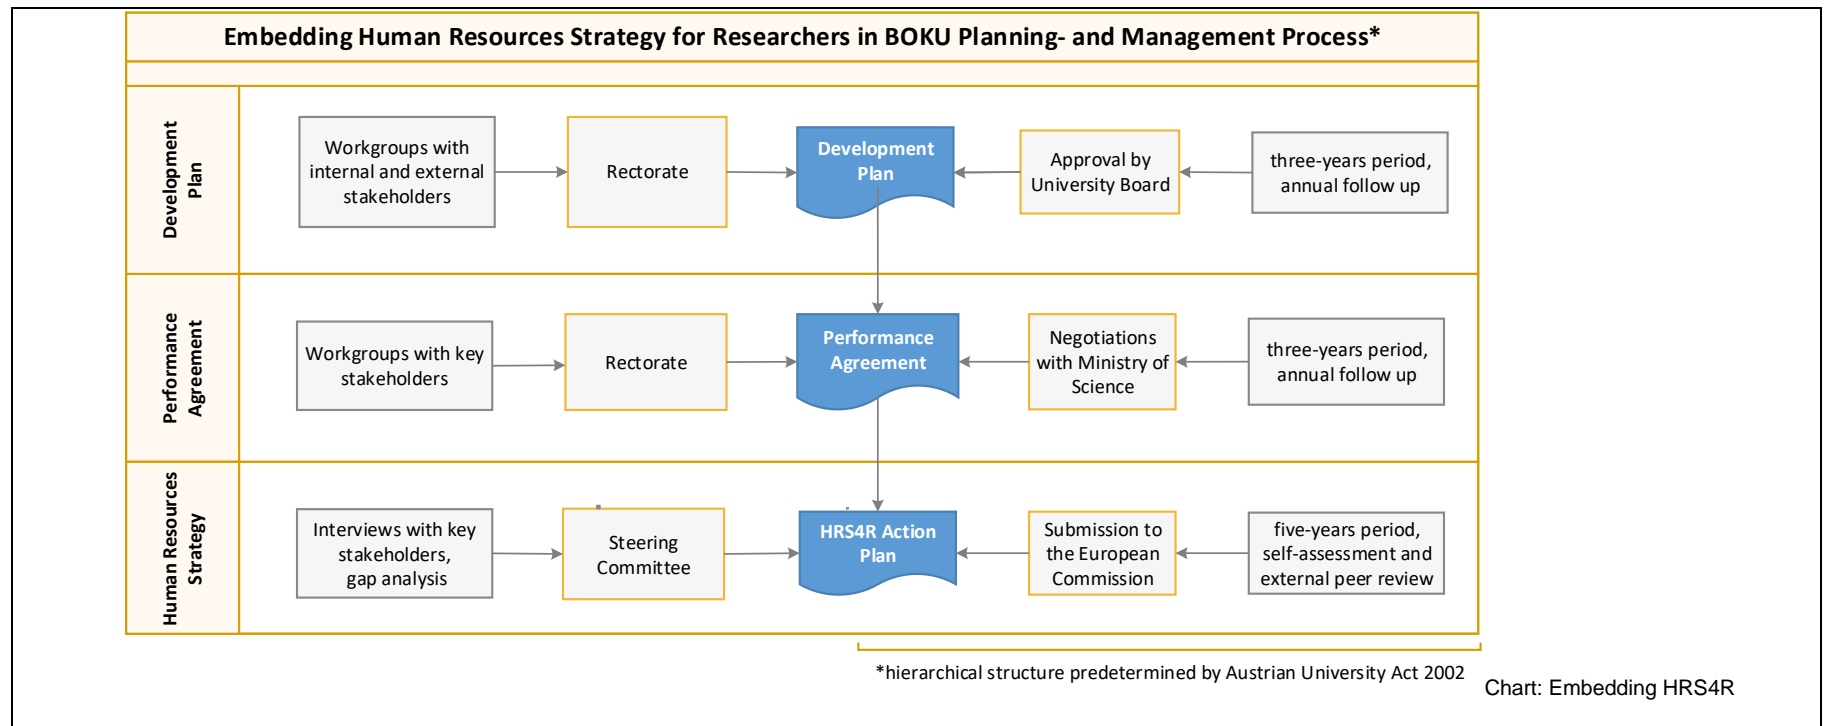 Embedding Human Resources Strategy for Researchers in BOKU Planning- and Management Process*
Development
Plan
Workgroups with
internal and external
stakeholders
Rectorate
Development
Plan
Approval by
University Board
three-years period,
annual follow up
Performance
Agreement
Workgroups with key
stakeholders
Rectorate
Performance
Agreement
Negotiations
with Ministry of
Science
three-years period,
annual follow up
Human Resources
Strategy
Interviews with key
stakeholders,
gap analysis
Steering
Committee
HRS4R Action
Plan
Submission to
the European
Commission
five-years period,
self-assessment and
external peer review
*hierarchical structure predetermined by Austrian University Act 2002
Chart: Embedding HRS4R